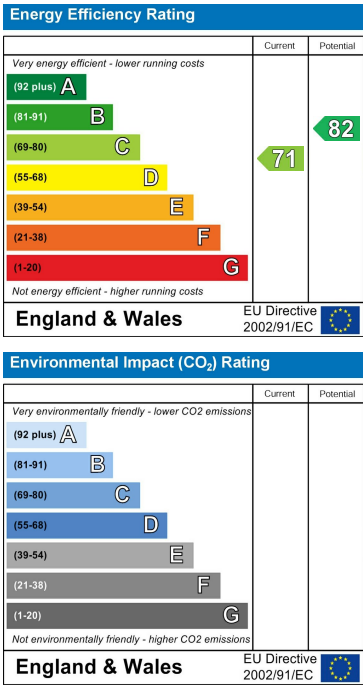 Energy Efficiency Rating
Current Potential
Very energy efficient - lower running costs
(92 plus) A
(81-91) B
(69-80) C
(55-68) D
(39-54) E
(21-38) F
(1-20) G
71
82
Not energy efficient - higher running costs
England & Wales
EU Directive
2002/91/EC
Environmental Impact (CO₂) Rating
Current Potential
Very environmentally friendly - lower CO2 emissions
(92 plus) A
(81-91) B
(69-80) C
(55-68) D
(39-54) E
(21-38) F
(1-20) G
Not environmentally friendly - higher CO2 emissions
England & Wales
EU Directive
2002/91/EC